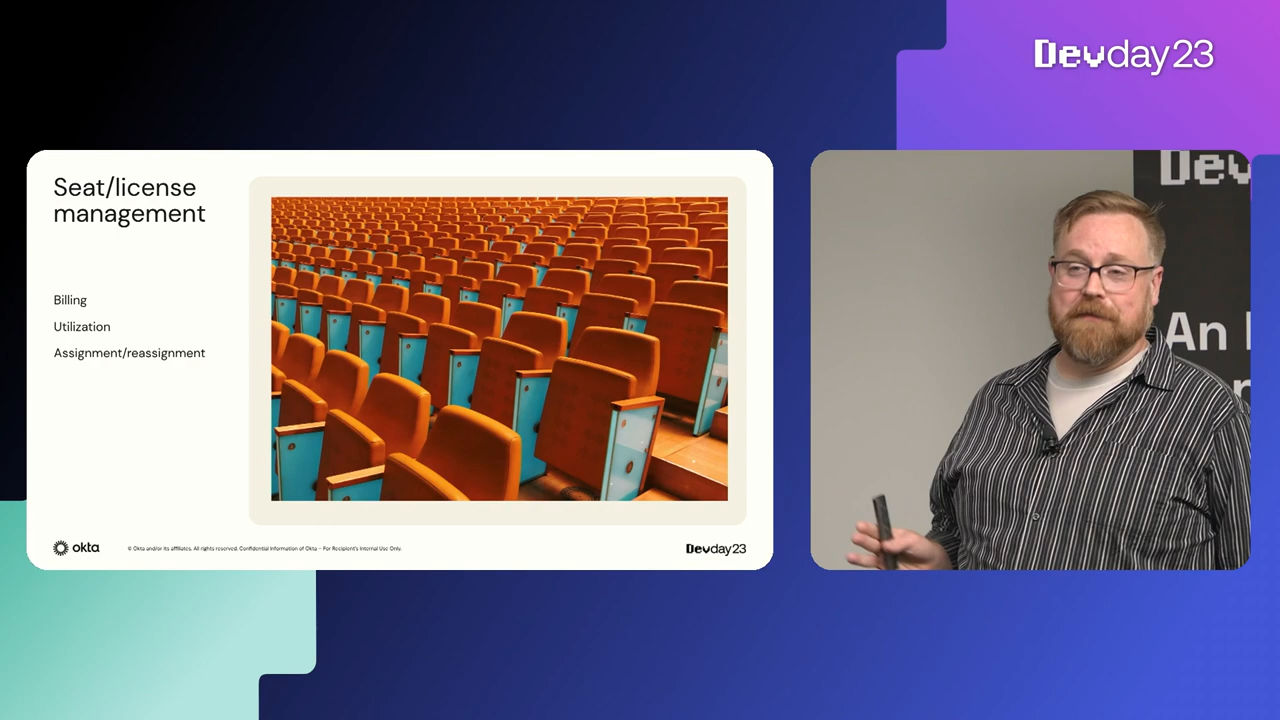 Devday23
Seat/license
management
Billing
Utilization
Assignment/reassignment
okta
© Okta and/or its affiliates. All rights reserved. Confidential Information of Okta – For Recipient's Internal Use Only.
Devday23
Dev
An